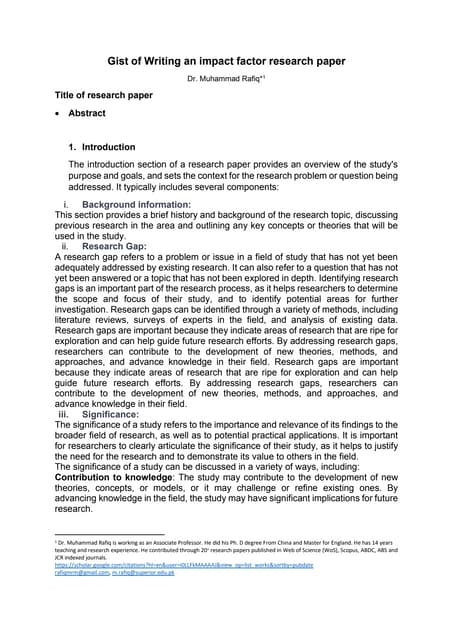 Gist of Writing an impact factor research paper
Dr. Muhammad Rafiq*¹
Title of research paper
• Abstract
1. Introduction
The introduction section of a research paper provides an overview of the study's
purpose and goals, and sets the context for the research problem or question being
addressed. It typically includes several components:
i. Background information:
This section provides a brief history and background of the research topic, discussing
previous research in the area and outlining any key concepts or theories that will be
used in the study.
ii. Research Gap:
A research gap refers to a problem or issue in a field of study that has not yet been
adequately addressed by existing research. It can also refer to a question that has not
yet been answered or a topic that has not been explored in depth. Identifying research
gaps is an important part of the research process, as it helps researchers to determine
the scope and focus of their study, and to identify potential areas for further
investigation. Research gaps can be identified through a variety of methods, including
literature reviews, surveys of experts in the field, and analysis of existing data.
Research gaps are important because they indicate areas of research that are ripe for
exploration and can help guide future research efforts. By addressing research gaps,
researchers can contribute to the development of new theories, methods, and
approaches, and advance knowledge in their field. Research gaps are important
because they indicate areas of research that are ripe for exploration and can help
guide future research efforts. By addressing research gaps, researchers can
contribute to the development of new theories, methods, and approaches, and
advance knowledge in their field.
iii. Significance:
The significance of a study refers to the importance and relevance of its findings to the
broader field of research, as well as to potential practical applications. It is important
for researchers to clearly articulate the significance of their study, as it helps to justify
the need for the research and to demonstrate its value to others in the field.
The significance of a study can be discussed in a variety of ways, including:
Contribution to knowledge: The study may contribute to the development of new
theories, concepts, or models, or it may challenge or refine existing ones. By
advancing knowledge in the field, the study may have significant implications for future
research.
¹ Dr. Muhammad Rafiq is working as an Associate Professor. He did his Ph. D degree From China and Master for England. He has 14 years
teaching and research experience. He contributed through 20⁺ research papers published in Web of Science (WoS), Scopus, ABDC, ABS and
JCR indexed journals.
https://scholar.google.com/citations?hl=en&user=i0LLFkMAAAAJ&view_op=list_works&sortby=pubdate
rafiqmrm@gmail.com, m.rafiq@superior.edu.pk